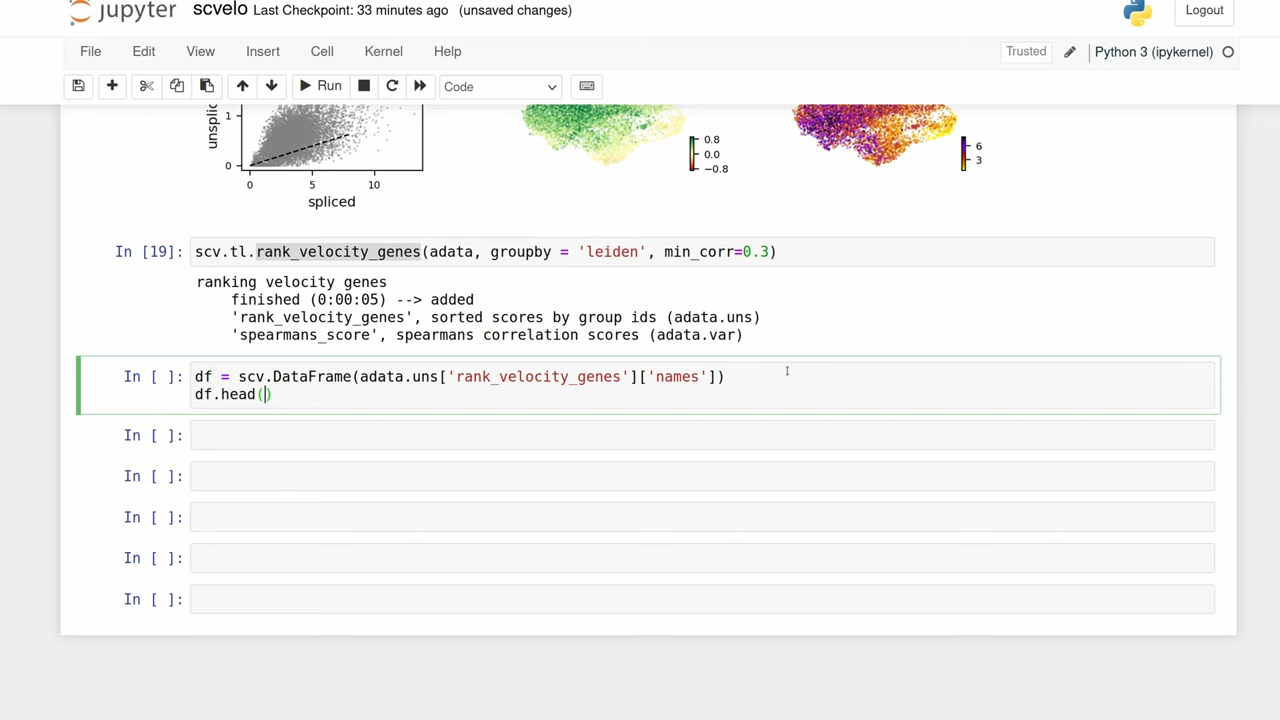 jupyter scvelo Last Checkpoint: 33 minutes ago (unsaved changes)
Logout
File Edit View Insert Cell Kernel Help
Trusted Python 3 (ipykernel)
Run Code
unsplic
1
0
0 5 10
spliced
0.8
0.0
−0.8
6
3
In [19]: scv.tl.rank_velocity_genes(adata, groupby = 'leiden', min_corr=0.3)
ranking velocity genes
finished (0:00:05) --> added
'rank_velocity_genes', sorted scores by group ids (adata.uns)
'spearmans_score', spearmans correlation scores (adata.var)
In [ ]: df = scv.DataFrame(adata.uns['rank_velocity_genes']['names'])
df.head()
In [ ]:
In [ ]:
In [ ]:
In [ ]:
In [ ]: